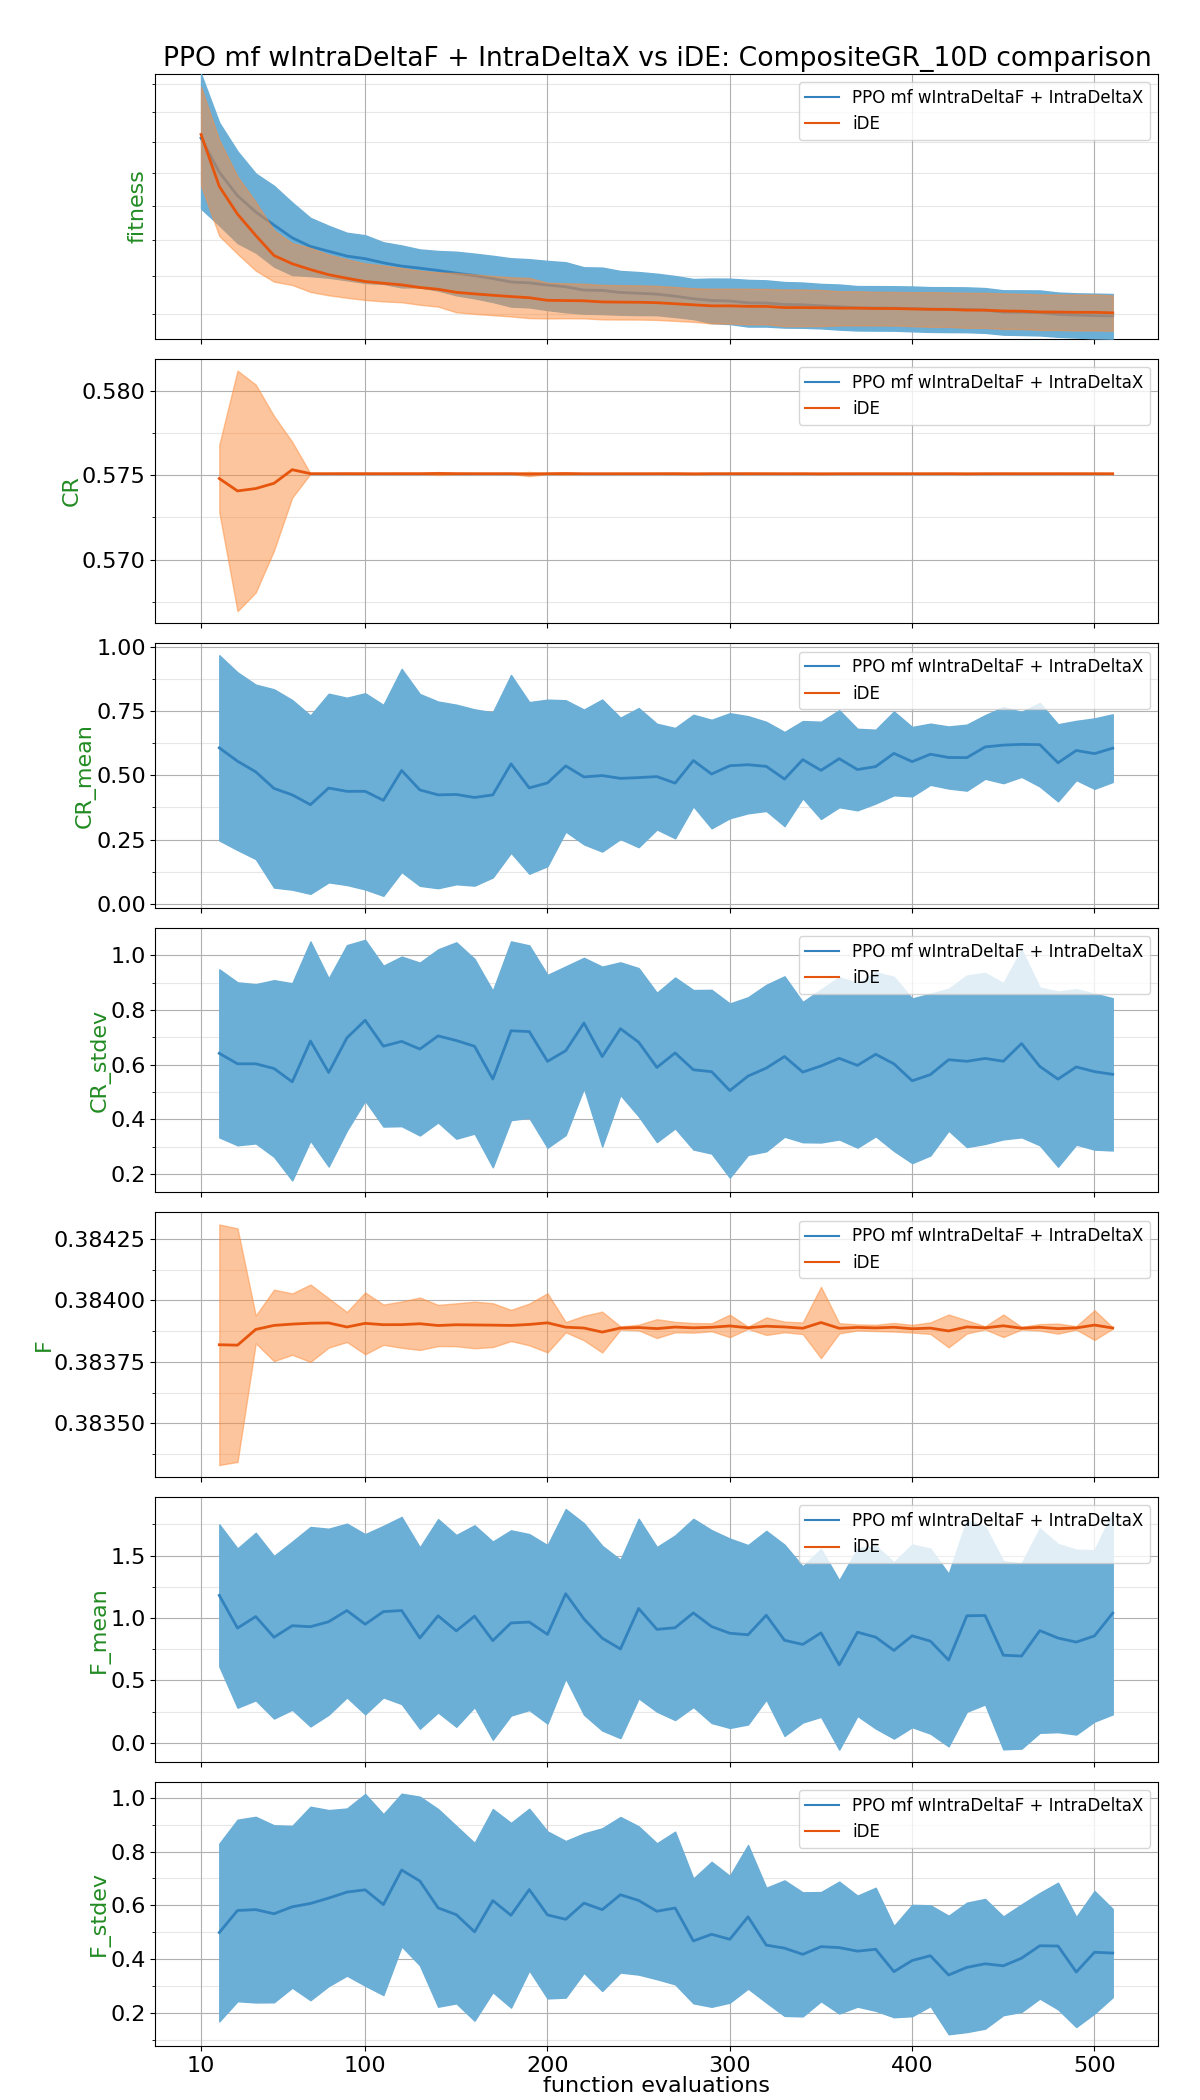 PPO mf wIntraDeltaF + IntraDeltaX vs iDE: CompositeGR_10D comparison
fitness
PPO mf wIntraDeltaF + IntraDeltaX
iDE
CR
0.580
0.575
0.570
PPO mf wIntraDeltaF + IntraDeltaX
iDE
CR_mean
1.00
0.75
0.50
0.25
0.00
PPO mf wIntraDeltaF + IntraDeltaX
iDE
CR_stdev
1.0
0.8
0.6
0.4
0.2
PPO mf wIntraDeltaF + IntraDeltaX
iDE
F
0.38425
0.38400
0.38375
0.38350
PPO mf wIntraDeltaF + IntraDeltaX
iDE
F_mean
1.5
1.0
0.5
0.0
PPO mf wIntraDeltaF + IntraDeltaX
iDE
F_stdev
1.0
0.8
0.6
0.4
0.2
PPO mf wIntraDeltaF + IntraDeltaX
iDE
10 100 200 300 400 500
function evaluations